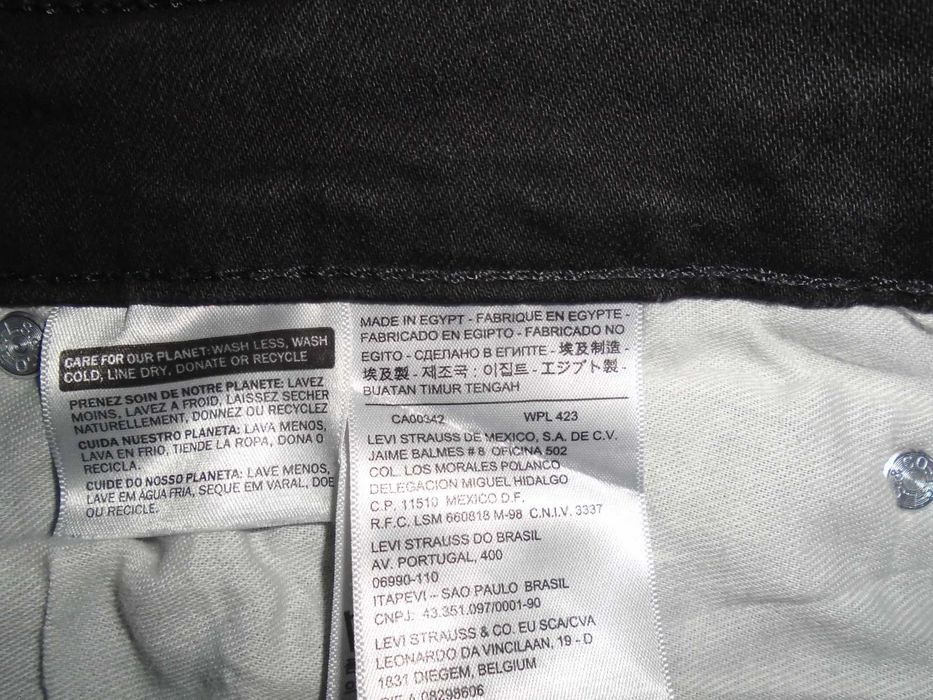 CARE FOR OUR PLANET: WASH LESS, WASH
COLD, LINE DRY, DONATE OR RECYCLE
PRENEZ SOIN DE NOTRE PLANETE: LAVEZ
MOINS, LAVEZ A FROID, LAISSEZ SECHER
NATURELLEMENT, DONNEZ OU RECYCLEZ
CUIDA NUESTRO PLANETA: LAVA MENOS,
LAVA EN FRIO, TIENDE LA ROPA, DONA O
RECICLA.
CUIDE DO NOSSO PLANETA: LAVE MENOS,
LAVE EM ÁGUA FRIA, SEQUE EM VARAL, DOE
OU RECICLE.
MADE IN EGYPT - FABRIQUE EN EGYPTE -
FABRICADO EN EGIPTO - FABRICADO NO
EGITO - СДЕЛАНО В ЕГИПТЕ - 埃及制造 -
埃及製 - 제조국 : 이집트 - エジプト製 -
BUATAN TIMUR TENGAH
CA00342 WPL 423
LEVI STRAUSS DE MEXICO, S.A. DE C.V.
JAIME BALMES # 8 OFICINA 502
COL. LOS MORALES POLANCO
DELEGACION MIGUEL HIDALGO
C.P. 11510 MEXICO D.F.
R.F.C. LSM 660818 M-98 C.N.I.V. 3337
LEVI STRAUSS DO BRASIL
AV. PORTUGAL, 400
06990-110
ITAPEVI – SAO PAULO BRASIL
CNPJ: 43.351.097/0001-90
LEVI STRAUSS & CO. EU SCA/CVA
LEONARDO DA VINCILAAN, 19 - D
1831 DIEGEM, BELGIUM
08298606